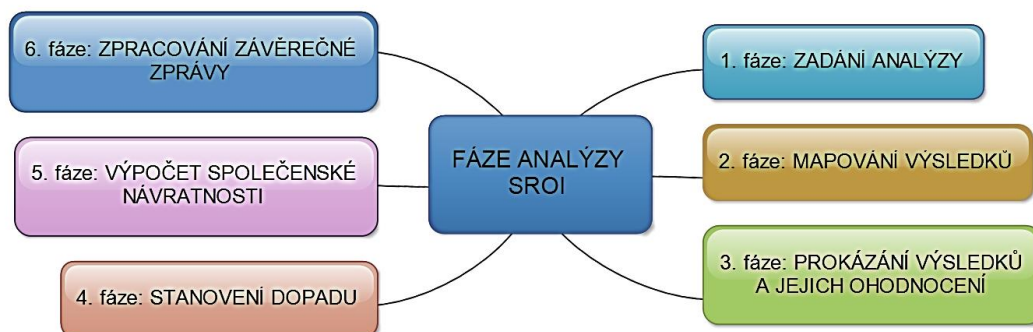 FÁZE ANALÝZY
SROI
1. fáze: ZADÁNÍ ANALÝZY
2. fáze: MAPOVÁNÍ VÝSLEDKŮ
3. fáze: PROKÁZÁNÍ VÝSLEDKŮ
A JEJICH OHODNOCENÍ
4. fáze: STANOVENÍ DOPADU
5. fáze: VÝPOČET SPOLEČENSKÉ
NÁVRATNOSTI
6. fáze: ZPRACOVÁNÍ ZÁVĚREČNÉ
ZPRÁVY